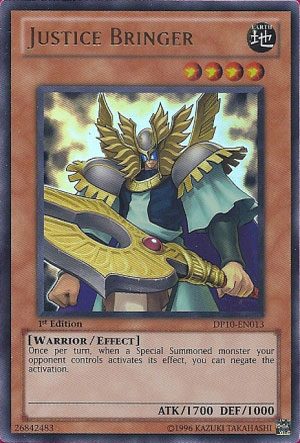 JUSTICE BRINGER
EARTH
地
1st Edition
DP10-EN013
[WARRIOR/EFFECT]
Once per turn, when a Special Summoned monster your
opponent controls activates its effect, you can negate the
activation.
ATK/1700 DEF/1000
26842483
©1996 KAZUKI TAKAHASHI